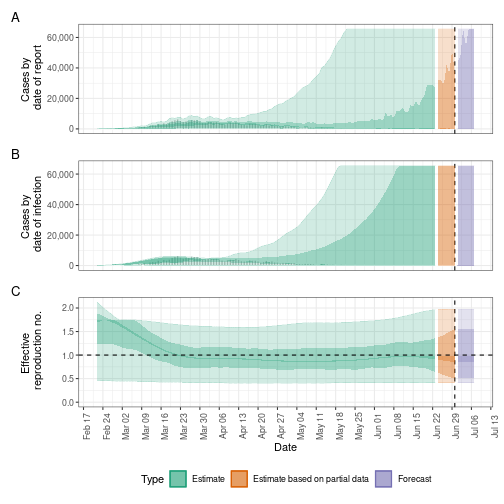 A
Cases by
date of report
60,000
40,000
20,000
0
B
Cases by
date of infection
60,000
40,000
20,000
0
C
Effective
reproduction no.
2.0
1.5
1.0
0.5
0.0
Feb 17
Feb 24
Mar 02
Mar 09
Mar 16
Mar 23
Mar 30
Apr 06
Apr 13
Apr 20
Apr 27
May 04
May 11
May 18
May 25
Jun 01
Jun 08
Jun 15
Jun 22
Jun 29
Jul 06
Jul 13
Date
Type Estimate Estimate based on partial data Forecast